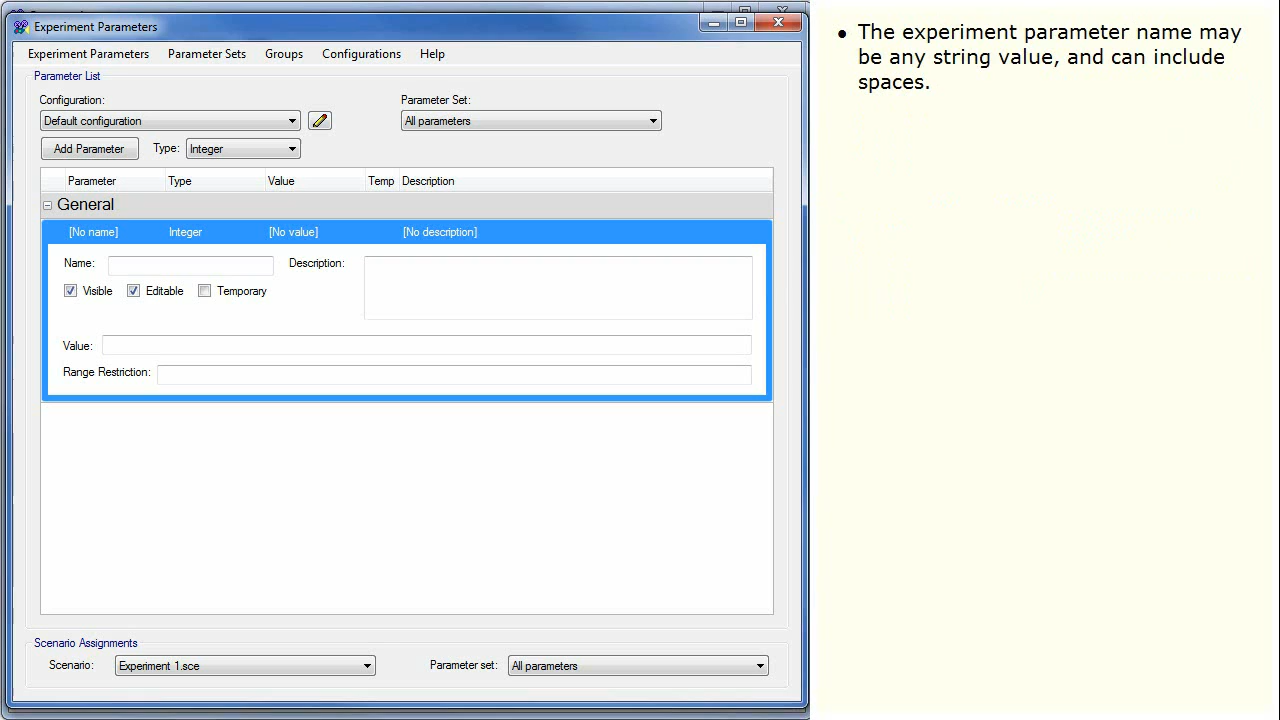 Experiment Parameters
Experiment Parameters Parameter Sets Groups Configurations Help
Parameter List
Configuration: Parameter Set:
Default configuration All parameters
Add Parameter Type: Integer
Parameter Type Value Temp Description
General
[No name] Integer [No value] [No description]
Name: Description:
Visible Editable Temporary
Value:
Range Restriction:
Scenario Assignments
Scenario: Experiment 1.sce Parameter set: All parameters
• The experiment parameter name may
be any string value, and can include
spaces.